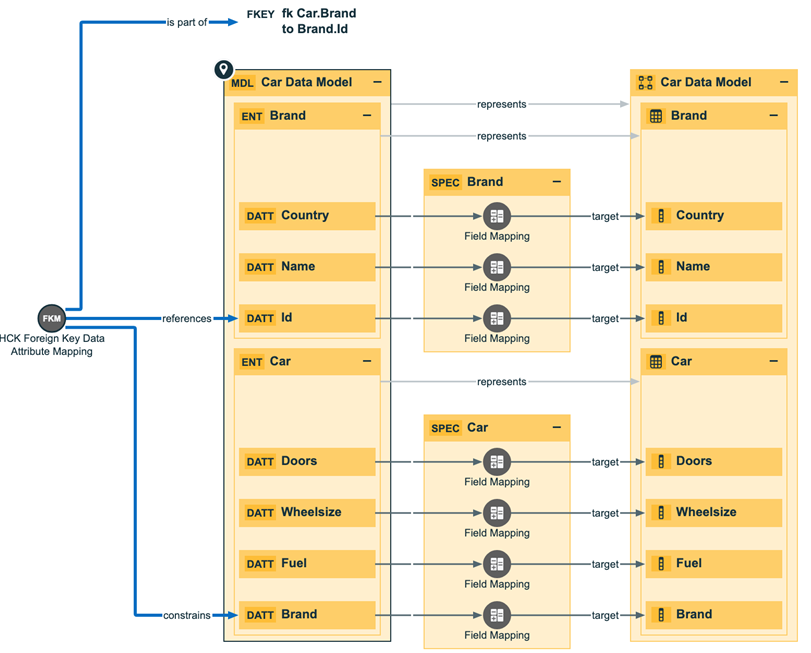 is part of
FKEY fk Car.Brand
to Brand.Id
MDL Car Data Model
Car Data Model
represents
ENT Brand
Brand
represents
SPEC Brand
DATT Country
target
Country
Field Mapping
DATT Name
target
Name
Field Mapping
FKM
references
DATT Id
target
Id
HCK Foreign Key Data
Attribute Mapping
Field Mapping
ENT Car
Car
represents
SPEC Car
DATT Doors
target
Doors
Field Mapping
DATT Wheelsize
target
Wheelsize
Field Mapping
DATT Fuel
target
Fuel
Field Mapping
constrains
DATT Brand
target
Brand
Field Mapping